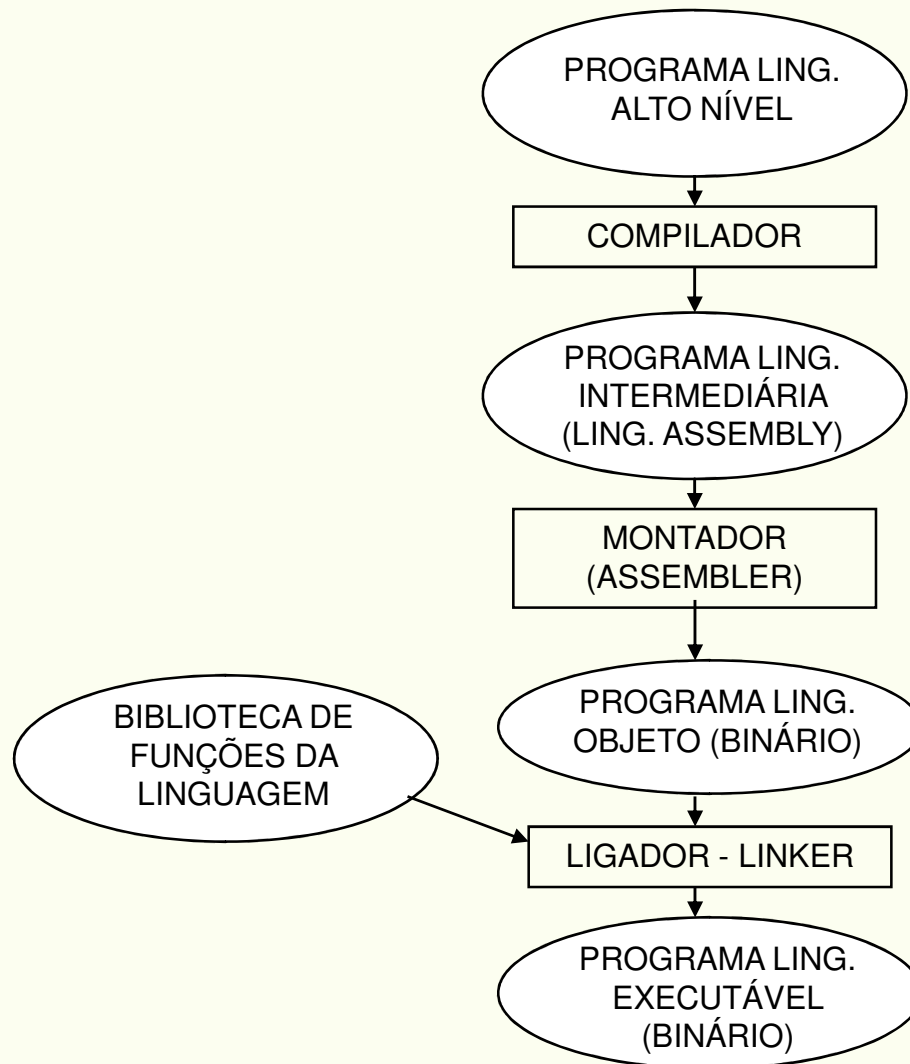 PROGRAMA LING.
ALTO NÍVEL
COMPILADOR
PROGRAMA LING.
INTERMEDIÁRIA
(LING. ASSEMBLY)
MONTADOR
(ASSEMBLER)
PROGRAMA LING.
OBJETO (BINÁRIO)
BIBLIOTECA DE
FUNÇÕES DA
LINGUAGEM
LIGADOR - LINKER
PROGRAMA LING.
EXECUTÁVEL
(BINÁRIO)